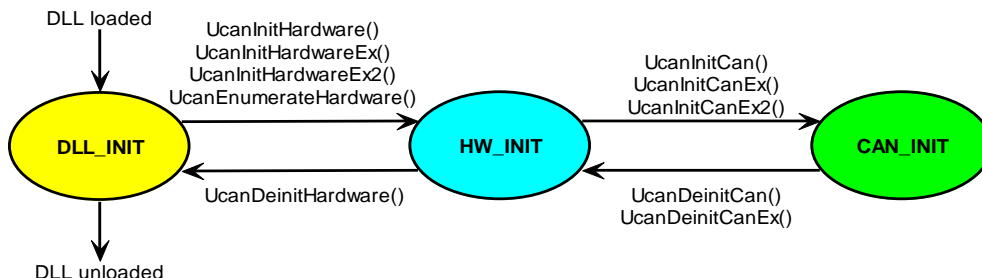 DLL loaded
UcanInitHardware()
UcanInitHardwareEx()
UcanInitHardwareEx2()
UcanEnumerateHardware()
UcanInitCan()
UcanInitCanEx()
UcanInitCanEx2()
DLL_INIT
HW_INIT
CAN_INIT
UcanDeinitHardware()
UcanDeinitCan()
UcanDeinitCanEx()
DLL unloaded